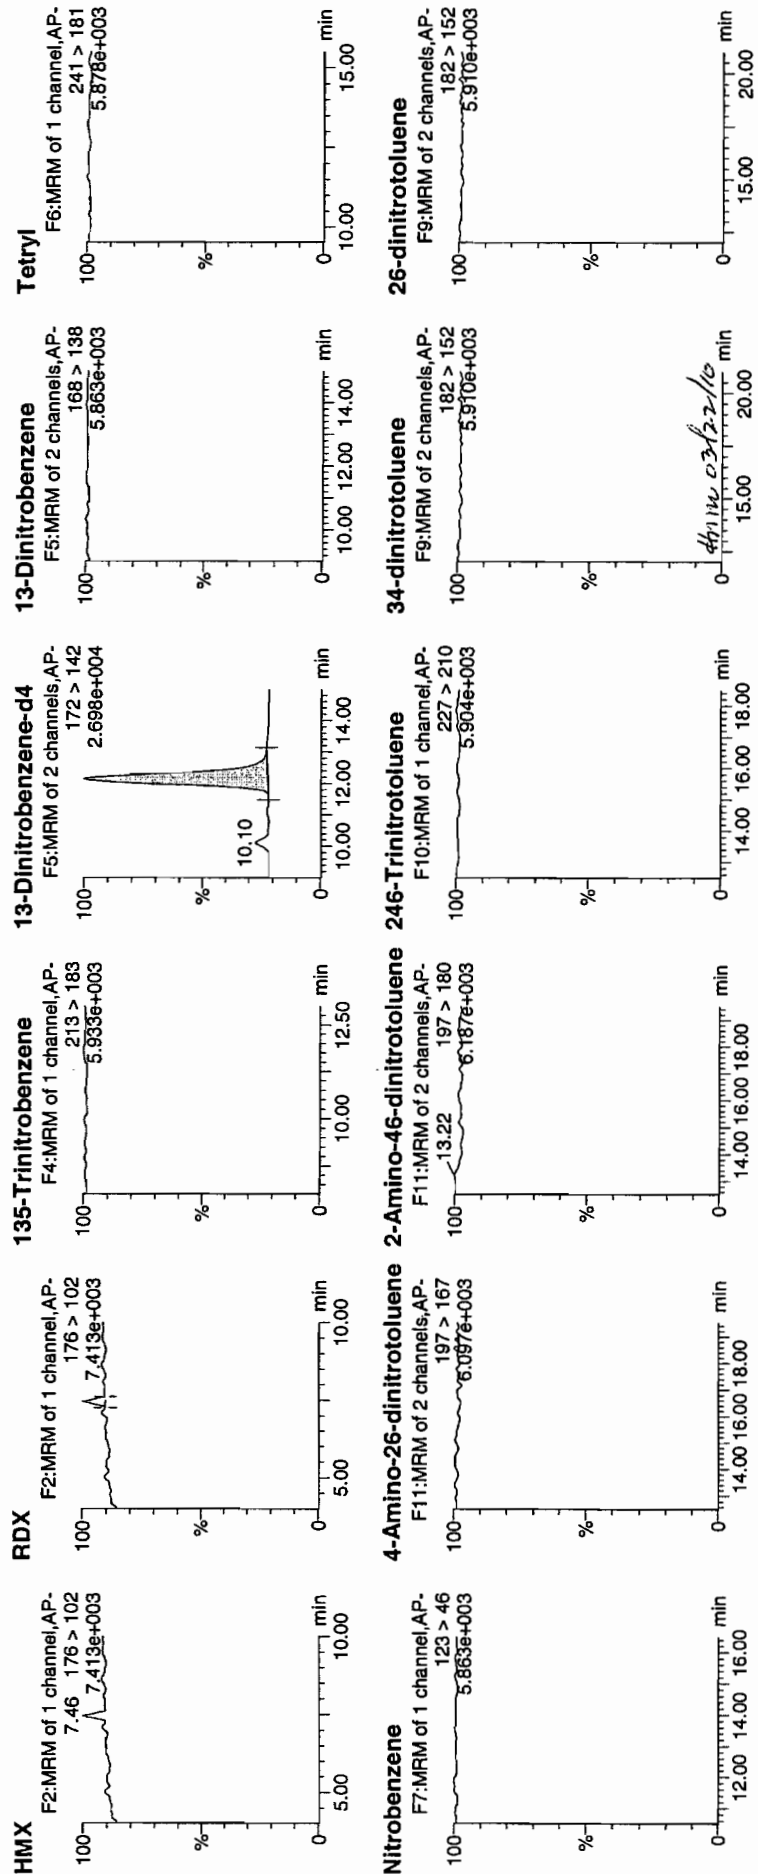 HMX
F2:MRM of 1 channel,AP-
7.46 176 > 102
7.413e+003
100
%
0
5.00 10.00 min
RDX
F2:MRM of 1 channel,AP-
176 > 102
7.413e+003
100
%
0
5.00 10.00 min
135-Trinitrobenzene
F4:MRM of 1 channel,AP-
213 > 183
5.933e+003
100
%
0
10.00 12.50 min
13-Dinitrobenzene-d4
F5:MRM of 2 channels,AP-
172 > 142
2.698e+004
100
10.10
%
0
10.00 12.00 14.00 min
13-Dinitrobenzene
F5:MRM of 2 channels,AP-
168 > 138
5.863e+003
100
%
0
10.00 12.00 14.00 min
Tetryl
F6:MRM of 1 channel,AP-
241 > 181
5.878e+003
100
%
0
10.00 15.00 min
Nitrobenzene
F7:MRM of 1 channel,AP-
123 > 46
5.863e+003
100
%
0
12.00 14.00 16.00 min
4-Amino-26-dinitrotoluene
F11:MRM of 2 channels,AP-
197 > 167
6.097e+003
100
%
0
14.00 16.00 18.00 min
2-Amino-46-dinitrotoluene
F11:MRM of 2 channels,AP-
13.22 197 > 180
6.187e+003
100
%
0
14.00 16.00 18.00 min
246-Trinitrotoluene
F10:MRM of 1 channel,AP-
227 > 210
5.904e+003
100
%
0
14.00 16.00 18.00 min
34-dinitrotoluene
F9:MRM of 2 channels,AP-
182 > 152
5.910e+003
100
%
03/22/10
0
15.00 20.00 min
26-dinitrotoluene
F9:MRM of 2 channels,AP-
182 > 152
5.910e+003
100
%
0
15.00 20.00 min